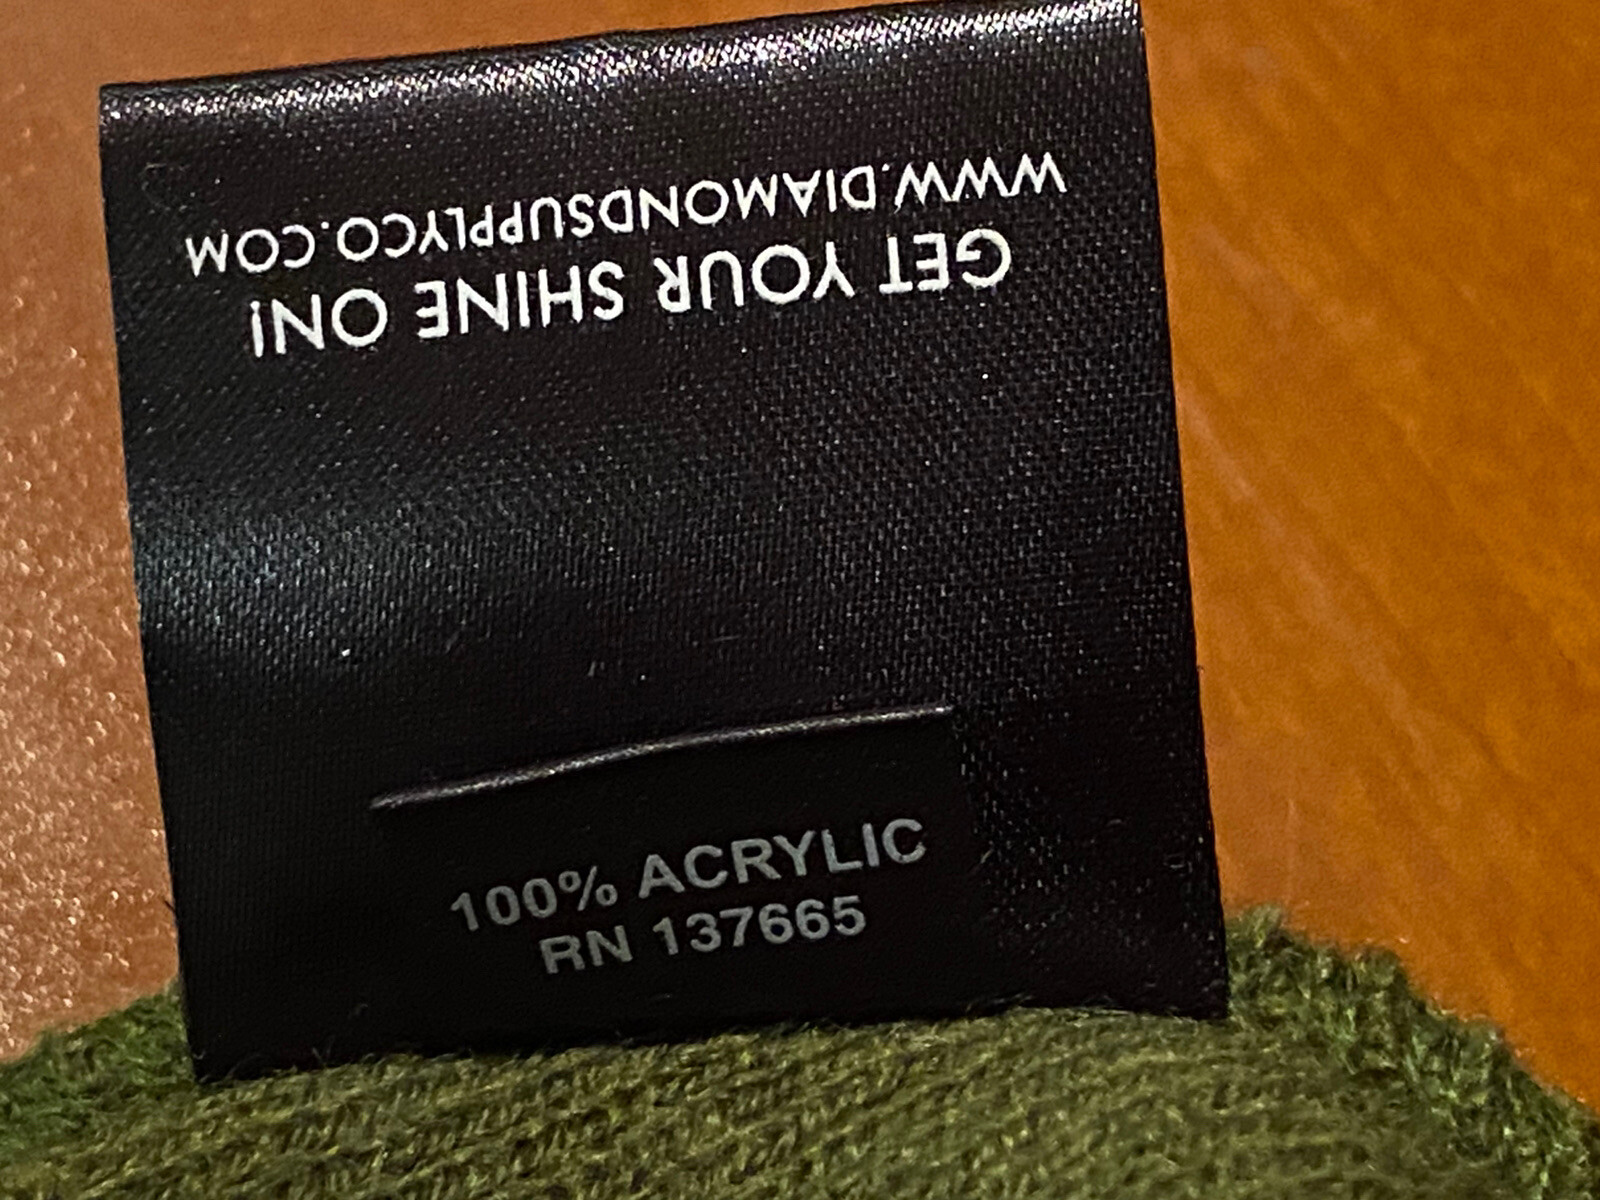 GET YOUR SHINE ON!
WWW.DIAMONDSUPPLYCO.COM
100% ACRYLIC
RN 137665